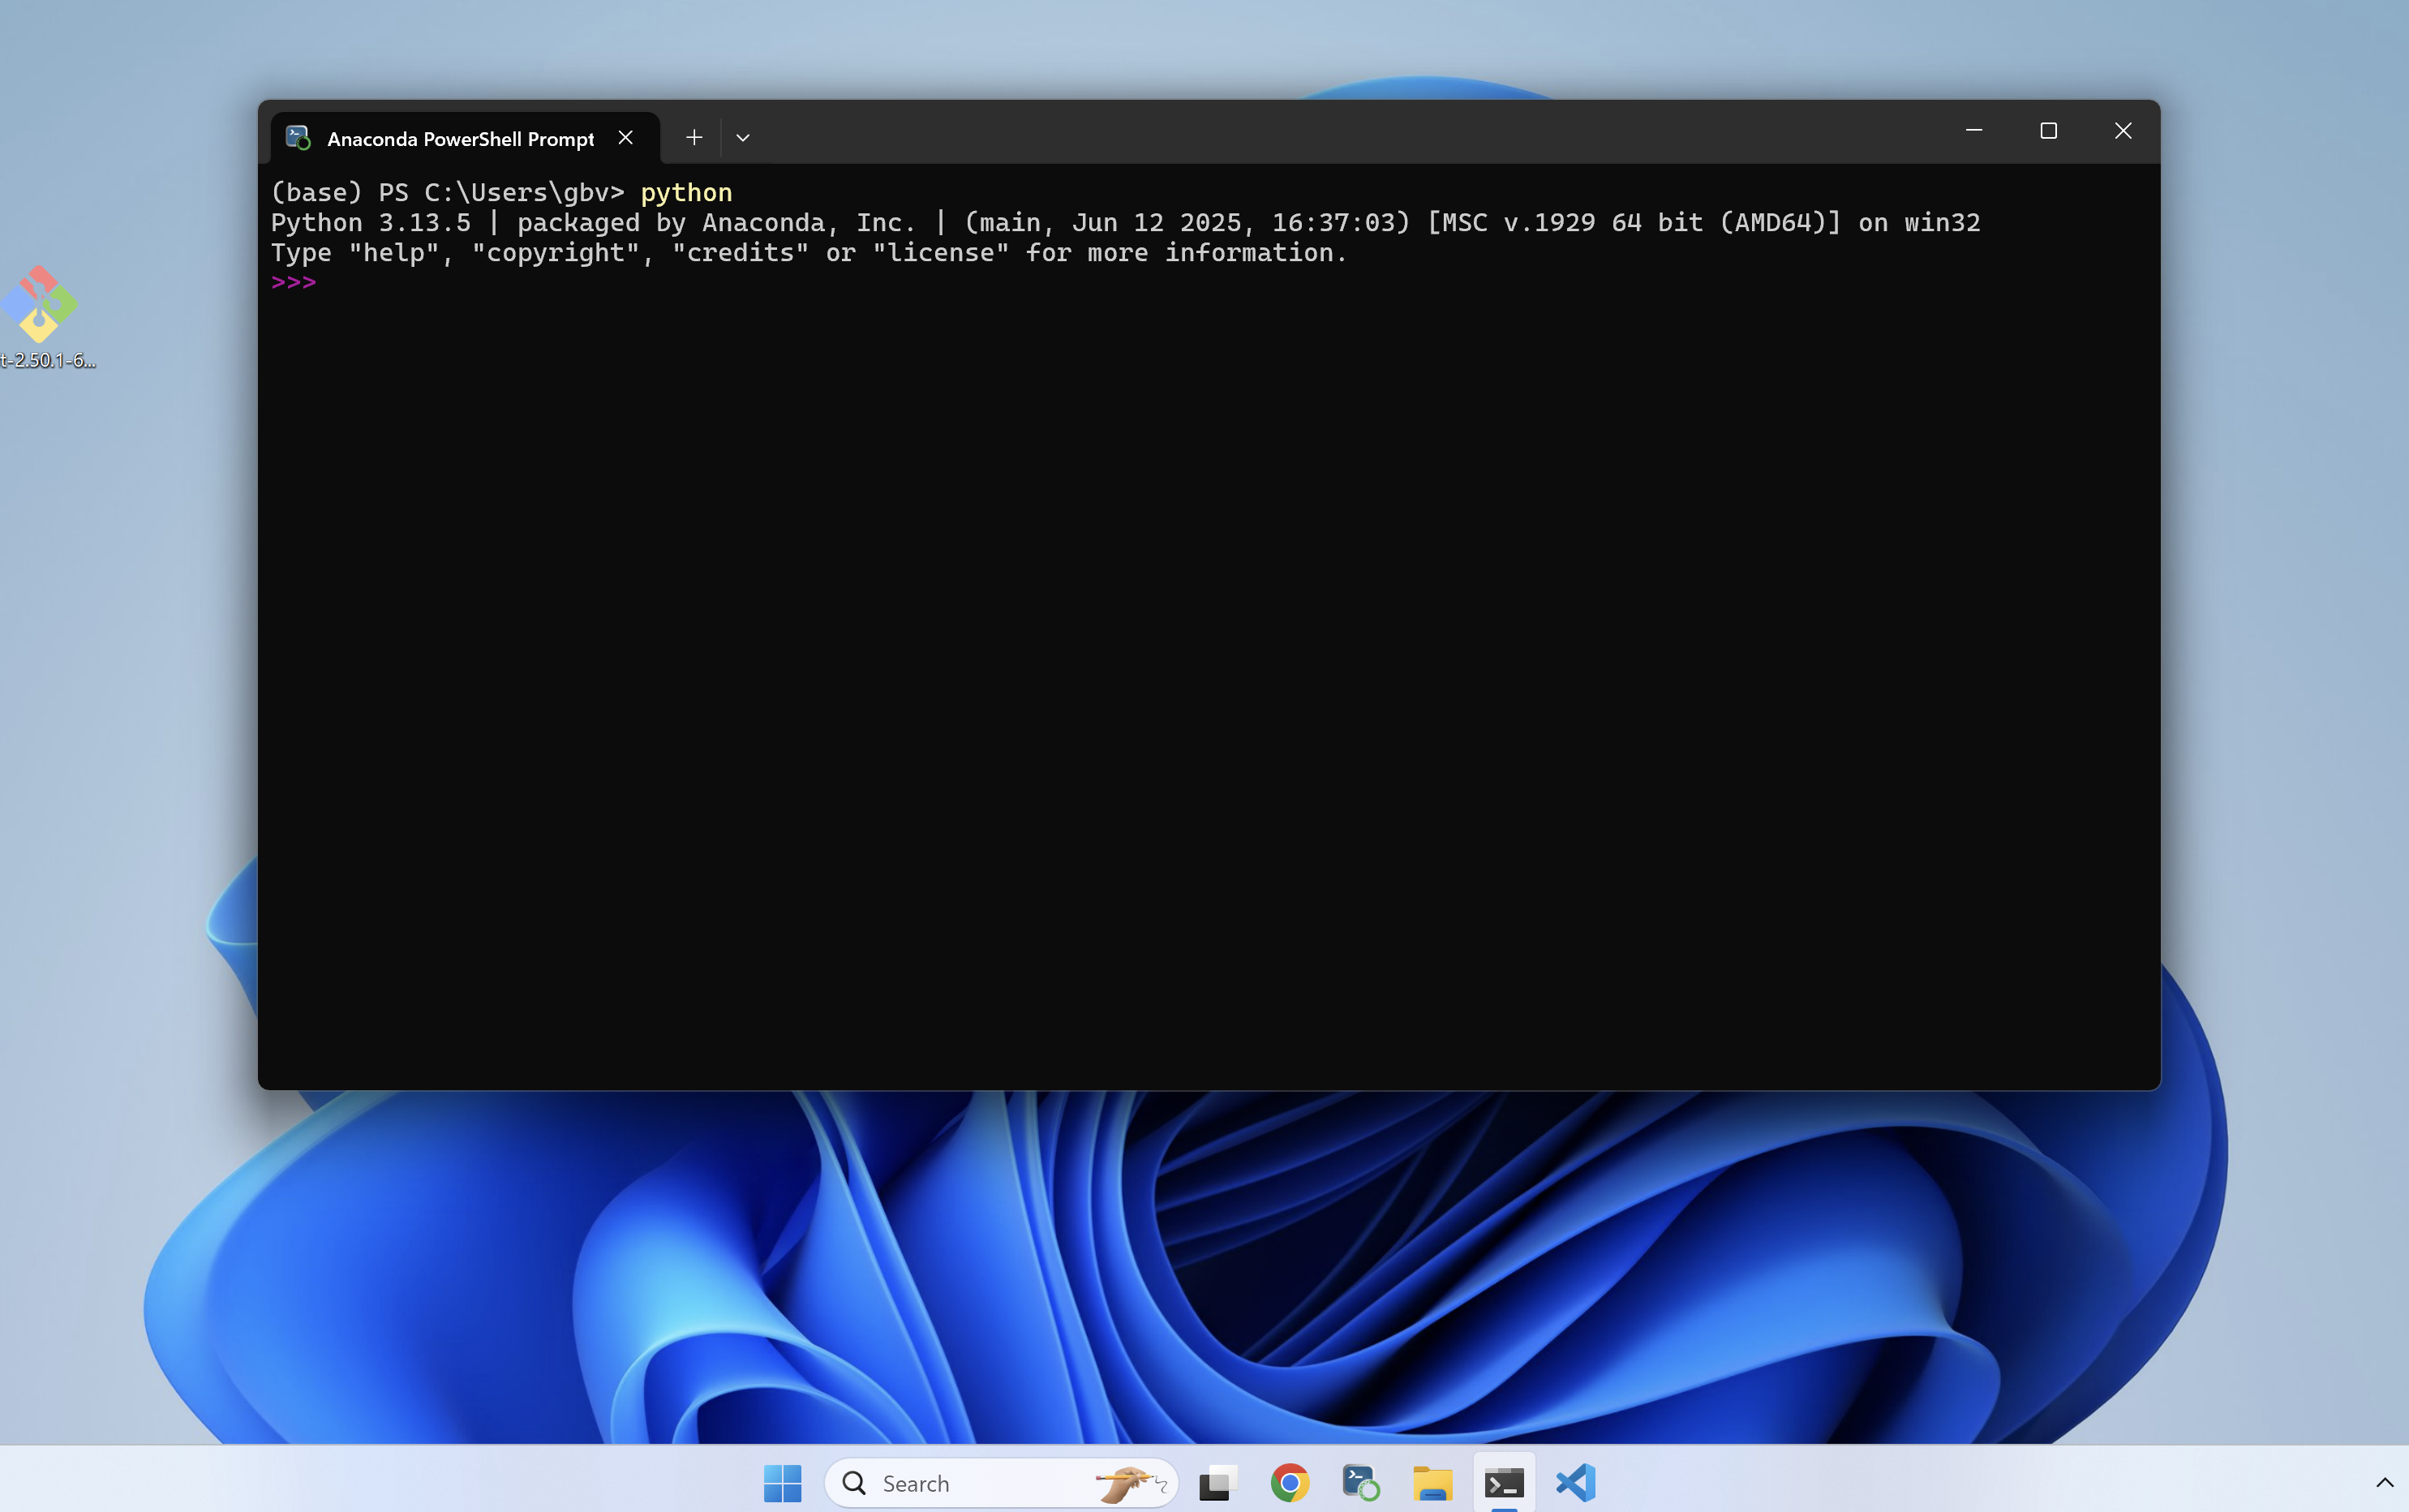 Anaconda PowerShell Prompt
(base) PS C:\Users\gbv> python
Python 3.13.5 | packaged by Anaconda, Inc. | (main, Jun 12 2025, 16:37:03) [MSC v.1929 64 bit (AMD64)] on win32
Type "help", "copyright", "credits" or "license" for more information.
>>>
t-2.50.1-6...
Search